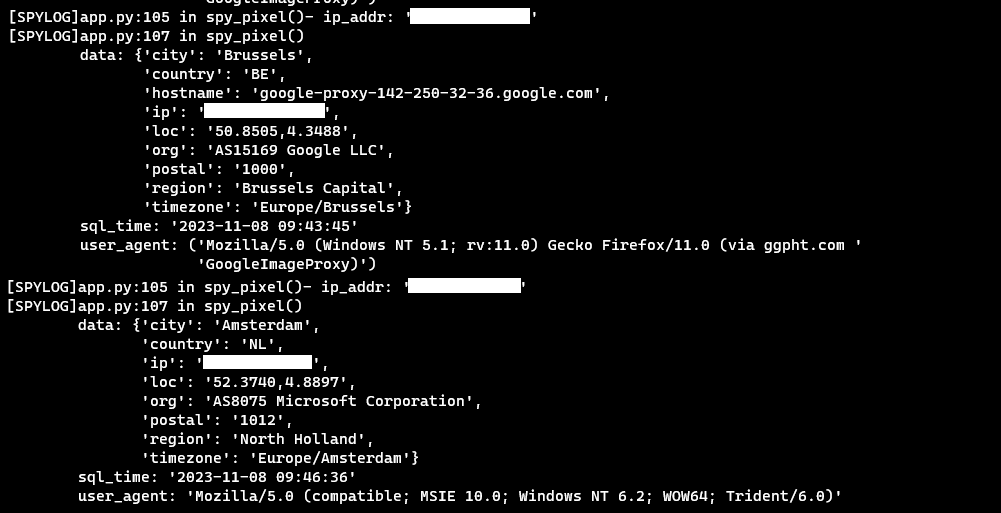 GoogleImageProxy)')
[SPYLOG]app.py:105 in spy_pixel()- ip_addr: ' '
[SPYLOG]app.py:107 in spy_pixel()
data: {'city': 'Brussels',
'country': 'BE',
'hostname': 'google-proxy-142-250-32-36.google.com',
'ip': ' ',
'loc': '50.8505,4.3488',
'org': 'AS15169 Google LLC',
'postal': '1000',
'region': 'Brussels Capital',
'timezone': 'Europe/Brussels'}
sql_time: '2023-11-08 09:43:45'
user_agent: ('Mozilla/5.0 (Windows NT 5.1; rv:11.0) Gecko Firefox/11.0 (via ggpht.com '
'GoogleImageProxy)')
[SPYLOG]app.py:105 in spy_pixel()- ip_addr: ' '
[SPYLOG]app.py:107 in spy_pixel()
data: {'city': 'Amsterdam',
'country': 'NL',
'ip': ' ',
'loc': '52.3740,4.8897',
'org': 'AS8075 Microsoft Corporation',
'postal': '1012',
'region': 'North Holland',
'timezone': 'Europe/Amsterdam'}
sql_time: '2023-11-08 09:46:36'
user_agent: 'Mozilla/5.0 (compatible; MSIE 10.0; Windows NT 6.2; WOW64; Trident/6.0)'